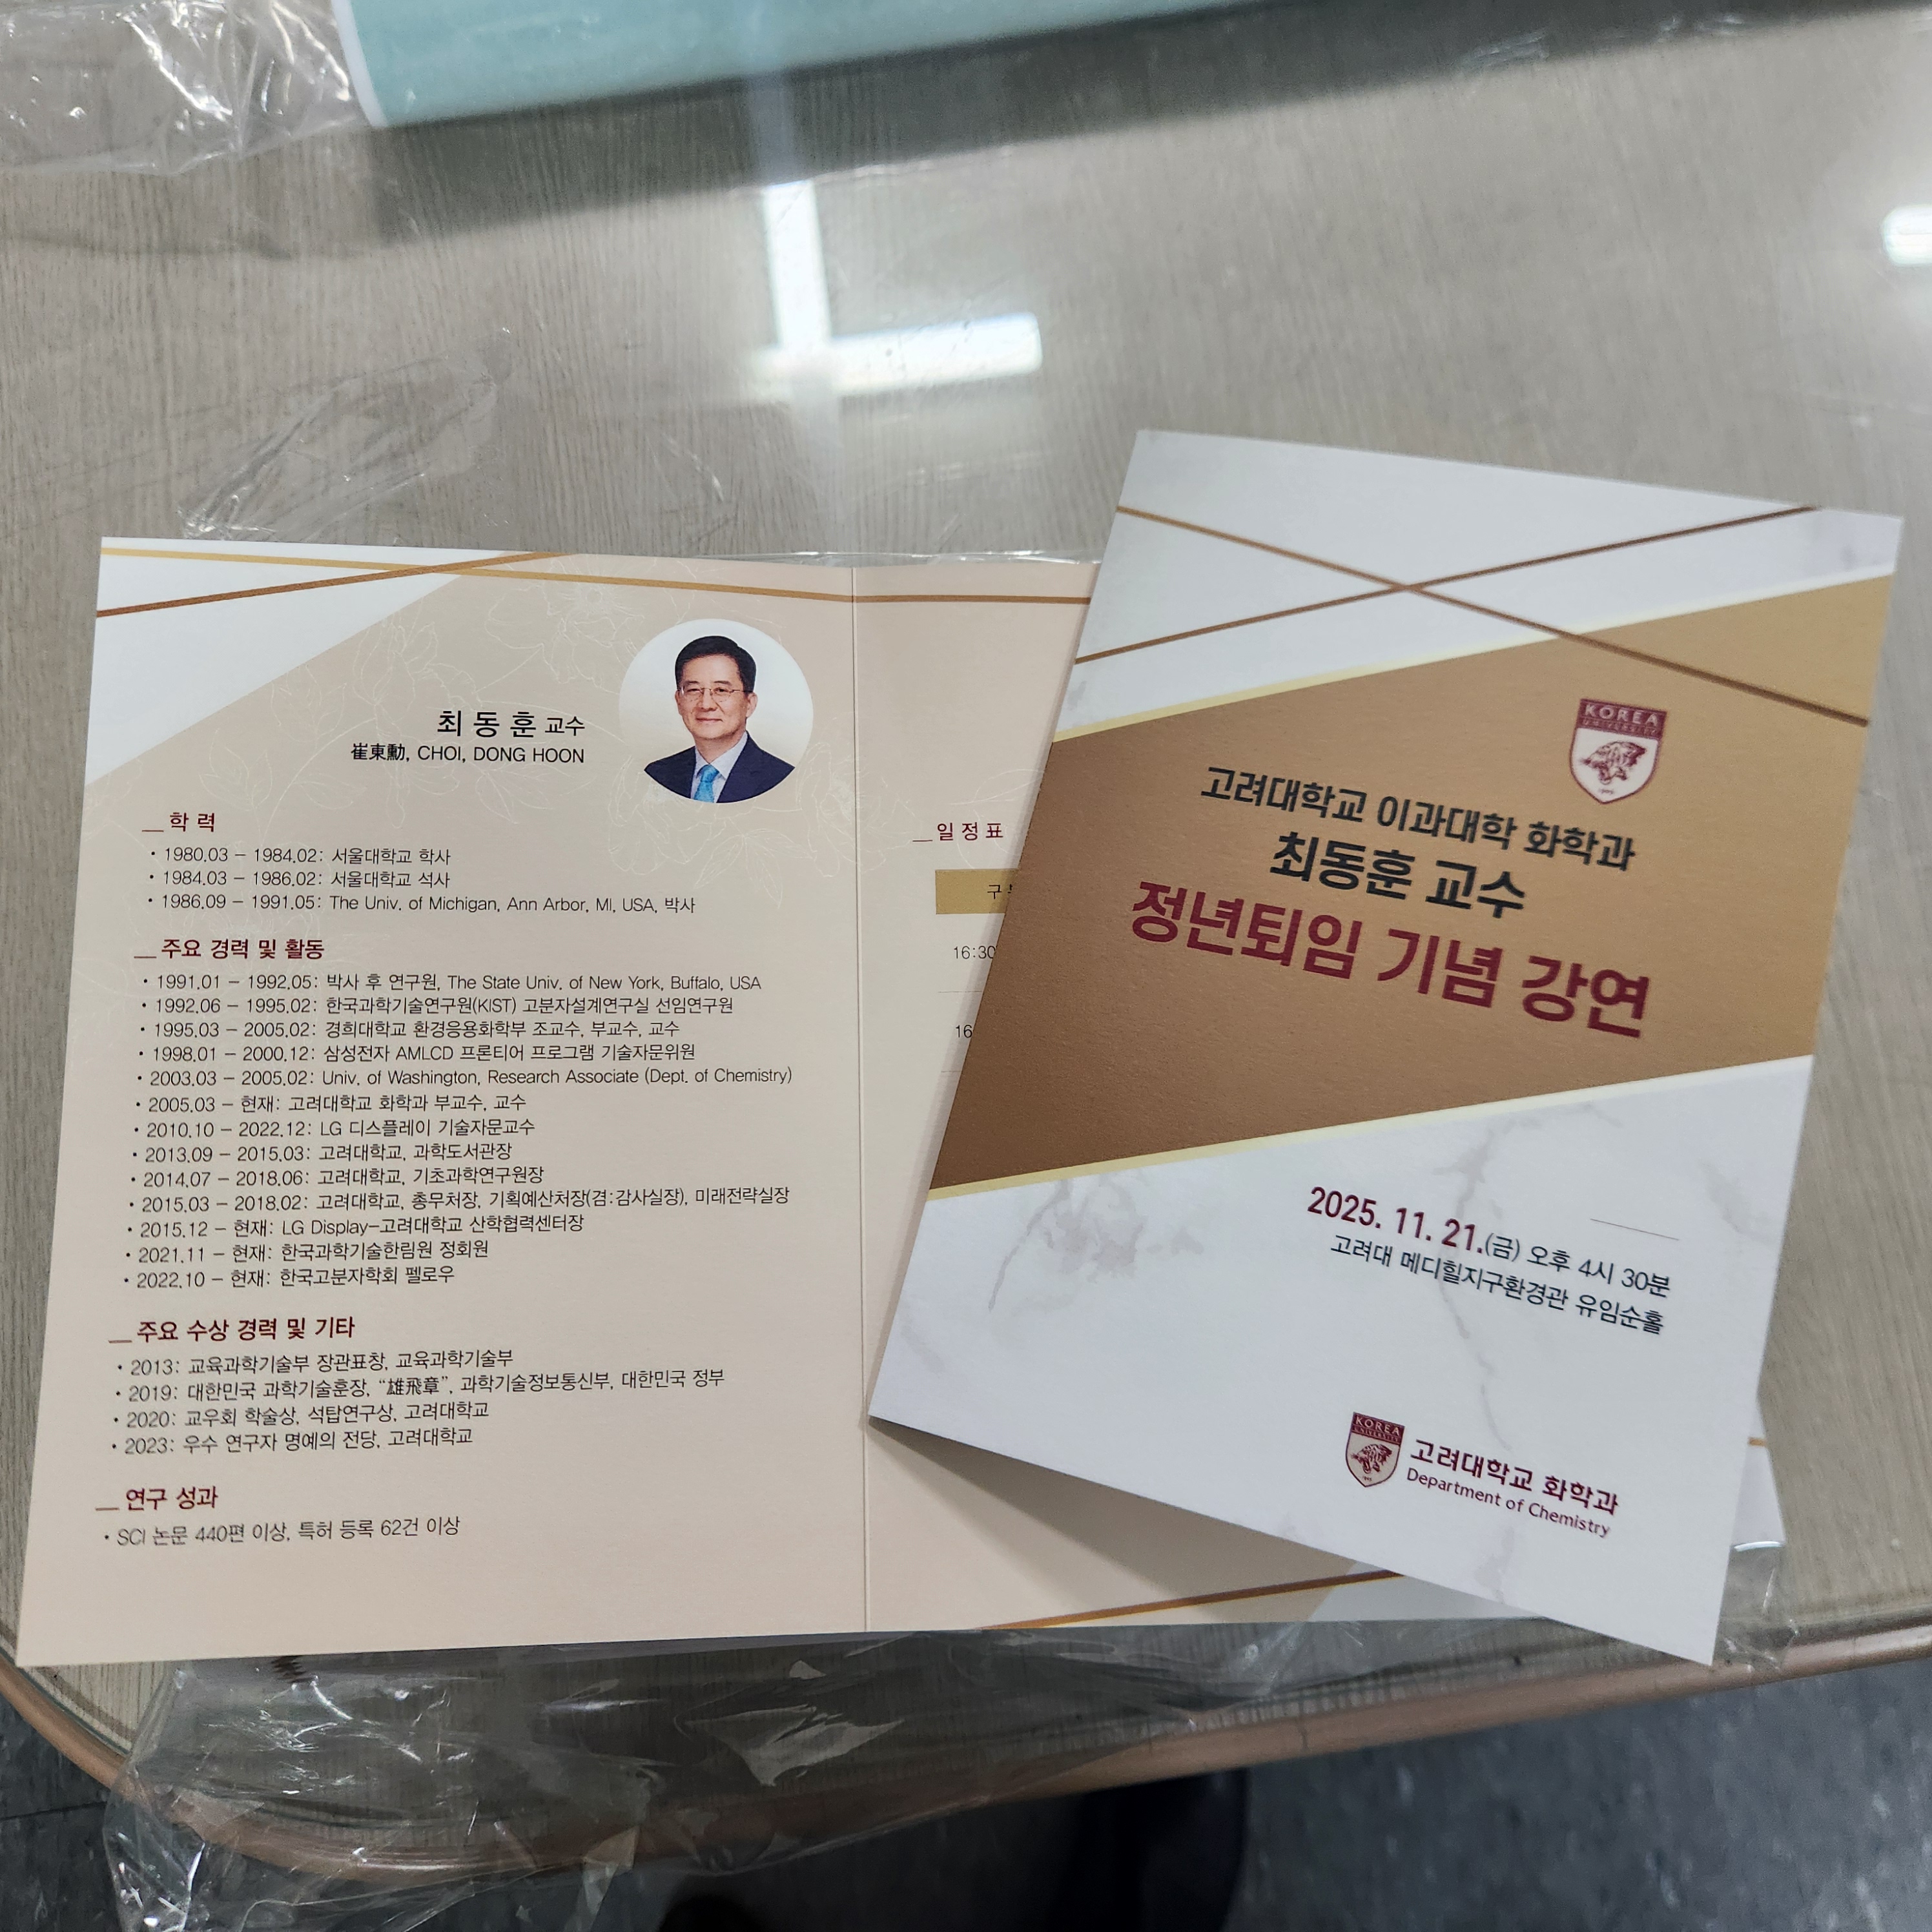 최 동 훈 교수
崔東勳, CHOI, DONG HOON
학 력
• 1980.03 - 1984.02: 서울대학교 학사
• 1984.03 - 1986.02: 서울대학교 석사
• 1986.09 - 1991.05: The Univ. of Michigan, Ann Arbor, MI, USA, 박사
주요 경력 및 활동
• 1991.01 - 1992.05: 박사 후 연구원, The State Univ. of New York, Buffalo, USA
• 1992.06 - 1995.02: 한국과학기술연구원(KIST) 고분자설계연구실 선임연구원
• 1995.03 - 2005.02: 경희대학교 환경응용화학부 조교수, 부교수, 교수
• 1998.01 - 2000.12: 삼성전자 AMLCD 프론티어 프로그램 기술자문위원
• 2003.03 - 2005.02: Univ. of Washington, Research Associate (Dept. of Chemistry)
• 2005.03 - 현재: 고려대학교 화학과 부교수, 교수
• 2010.10 - 2022.12: LG 디스플레이 기술자문교수
• 2013.09 - 2015.03: 고려대학교, 과학도서관장
• 2014.07 - 2018.06: 고려대학교, 기초과학연구원장
• 2015.03 - 2018.02: 고려대학교, 총무처장, 기획예산처장(겸:감사실장), 미래전략실장
• 2015.12 - 현재: LG Display-고려대학교 산학협력센터장
• 2021.11 - 현재: 한국과학기술한림원 정회원
• 2022.10 - 현재: 한국고분자학회 펠로우
주요 수상 경력 및 기타
• 2013: 교육과학기술부 장관표창, 교육과학기술부
• 2019: 대한민국 과학기술훈장, “雄飛章”, 과학기술정보통신부, 대한민국 정부
• 2020: 교우회 학술상, 석탑연구상, 고려대학교
• 2023: 우수 연구자 명예의 전당, 고려대학교
연구 성과
• SCI 논문 440편 이상, 특허 등록 62건 이상
일 정 표
구
16:30
16
KOREA
UNIVERSITY
고려대학교 이과대학 화학과
최동훈 교수
정년퇴임 기념 강연
2025. 11. 21.(금) 오후 4시 30분
고려대 메디힐지구환경관 유임순홀
KOREA
UNIVERSITY
고려대학교 화학과
Department of Chemistry